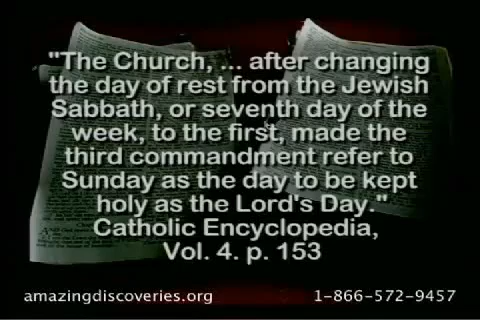 "The Church, ... after changing
the day of rest from the Jewish
Sabbath, or seventh day of the
week, to the first, made the
third commandment refer to
Sunday as the day to be kept
holy as the Lord's Day."
Catholic Encyclopedia,
Vol. 4. p. 153
amazingdiscoveries.org
1-866-572-9457